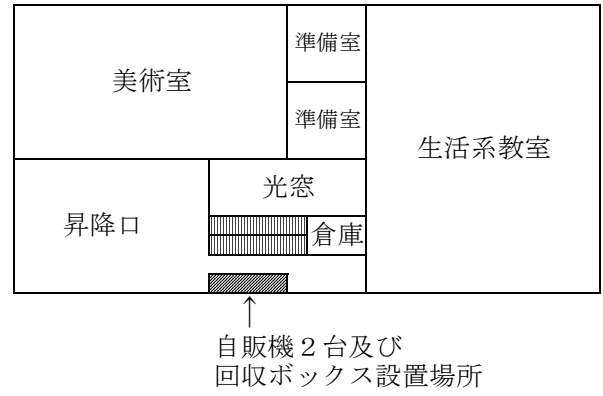 準備室
美術室
準備室
生活系教室
光窓
昇降口
倉庫
↑
自販機２台及び
回収ボックス設置場所